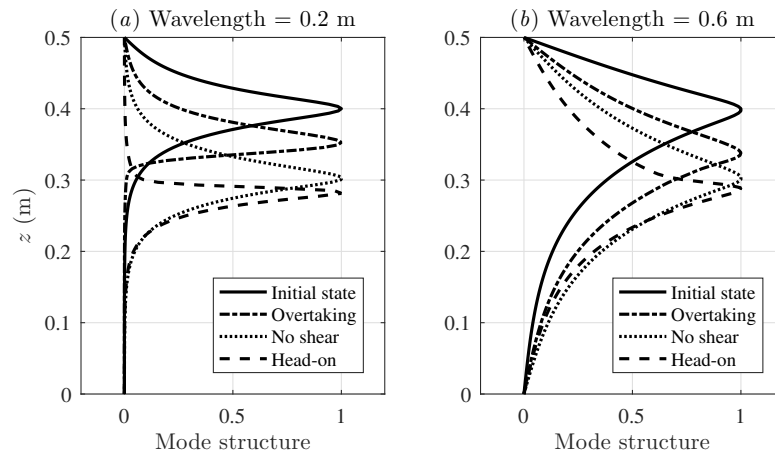 (a) Wavelength = 0.2 m
(b) Wavelength = 0.6 m
0.5
0.4
0.3
0.2
0.1
0
z (m)
0
0.5
1
Mode structure
Initial state
Overtaking
No shear
Head-on
0.5
0.4
0.3
0.2
0.1
0
0
0.5
1
Mode structure
Initial state
Overtaking
No shear
Head-on